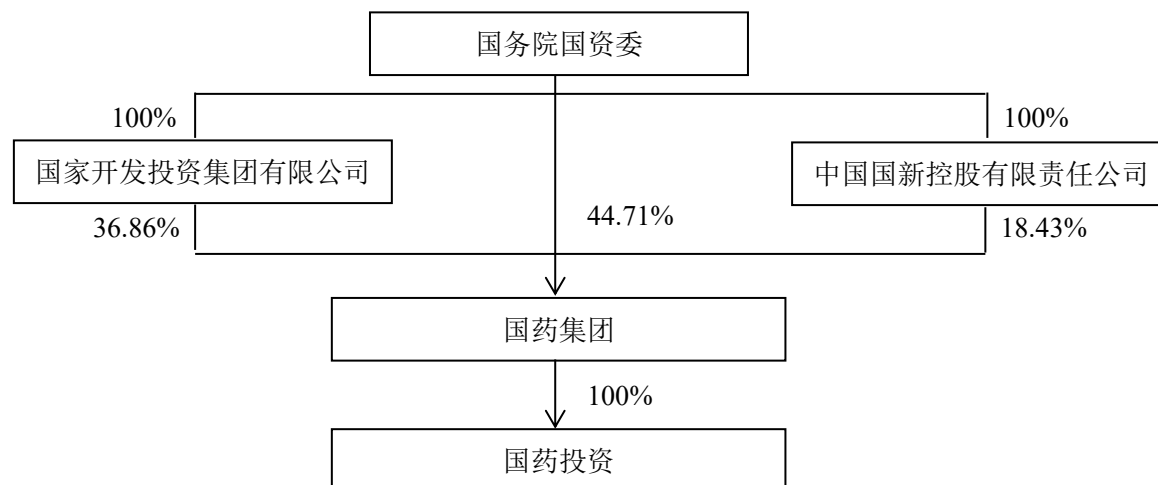 国务院国资委
100%
100%
国家开发投资集团有限公司
中国国新控股有限责任公司
36.86%
44.71%
18.43%
国药集团
100%
国药投资